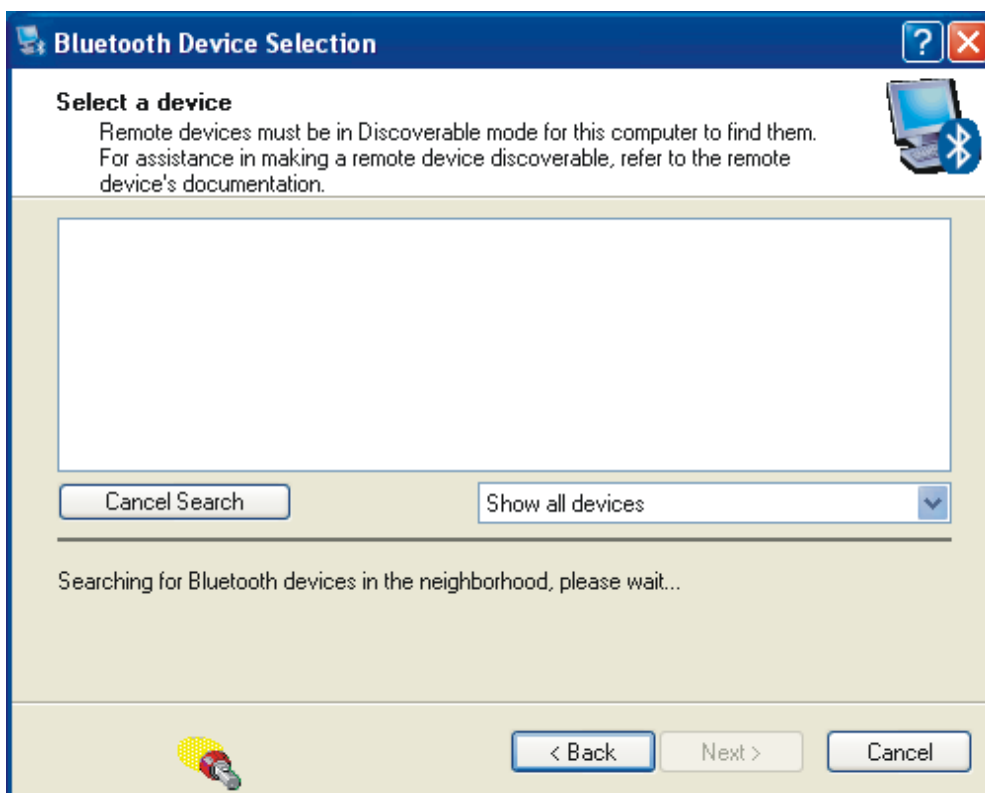 Bluetooth Device Selection
?
Select a device
Remote devices must be in Discoverable mode for this computer to find them.
For assistance in making a remote device discoverable, refer to the remote
device's documentation.
Cancel Search
Show all devices
Searching for Bluetooth devices in the neighborhood, please wait...
< Back
Next >
Cancel